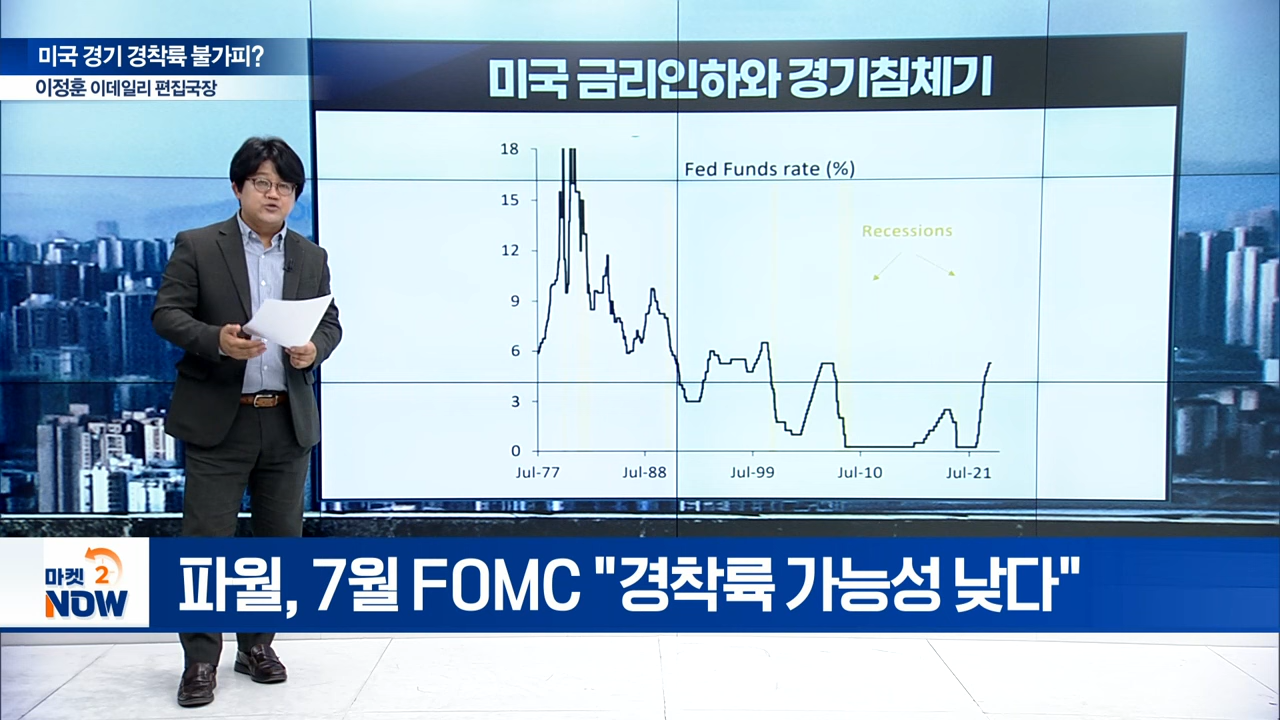 미국 경기 경착륙 불가피?
이정훈 이데일리 편집국장
미국 금리인하와 경기침체기
Fed Funds rate (%)
Recessions
18
15
12
9
6
3
0
Jul-77 Jul-88 Jul-99 Jul-10 Jul-21
마켓 2
NOW
파월, 7월 FOMC "경착륙 가능성 낮다"